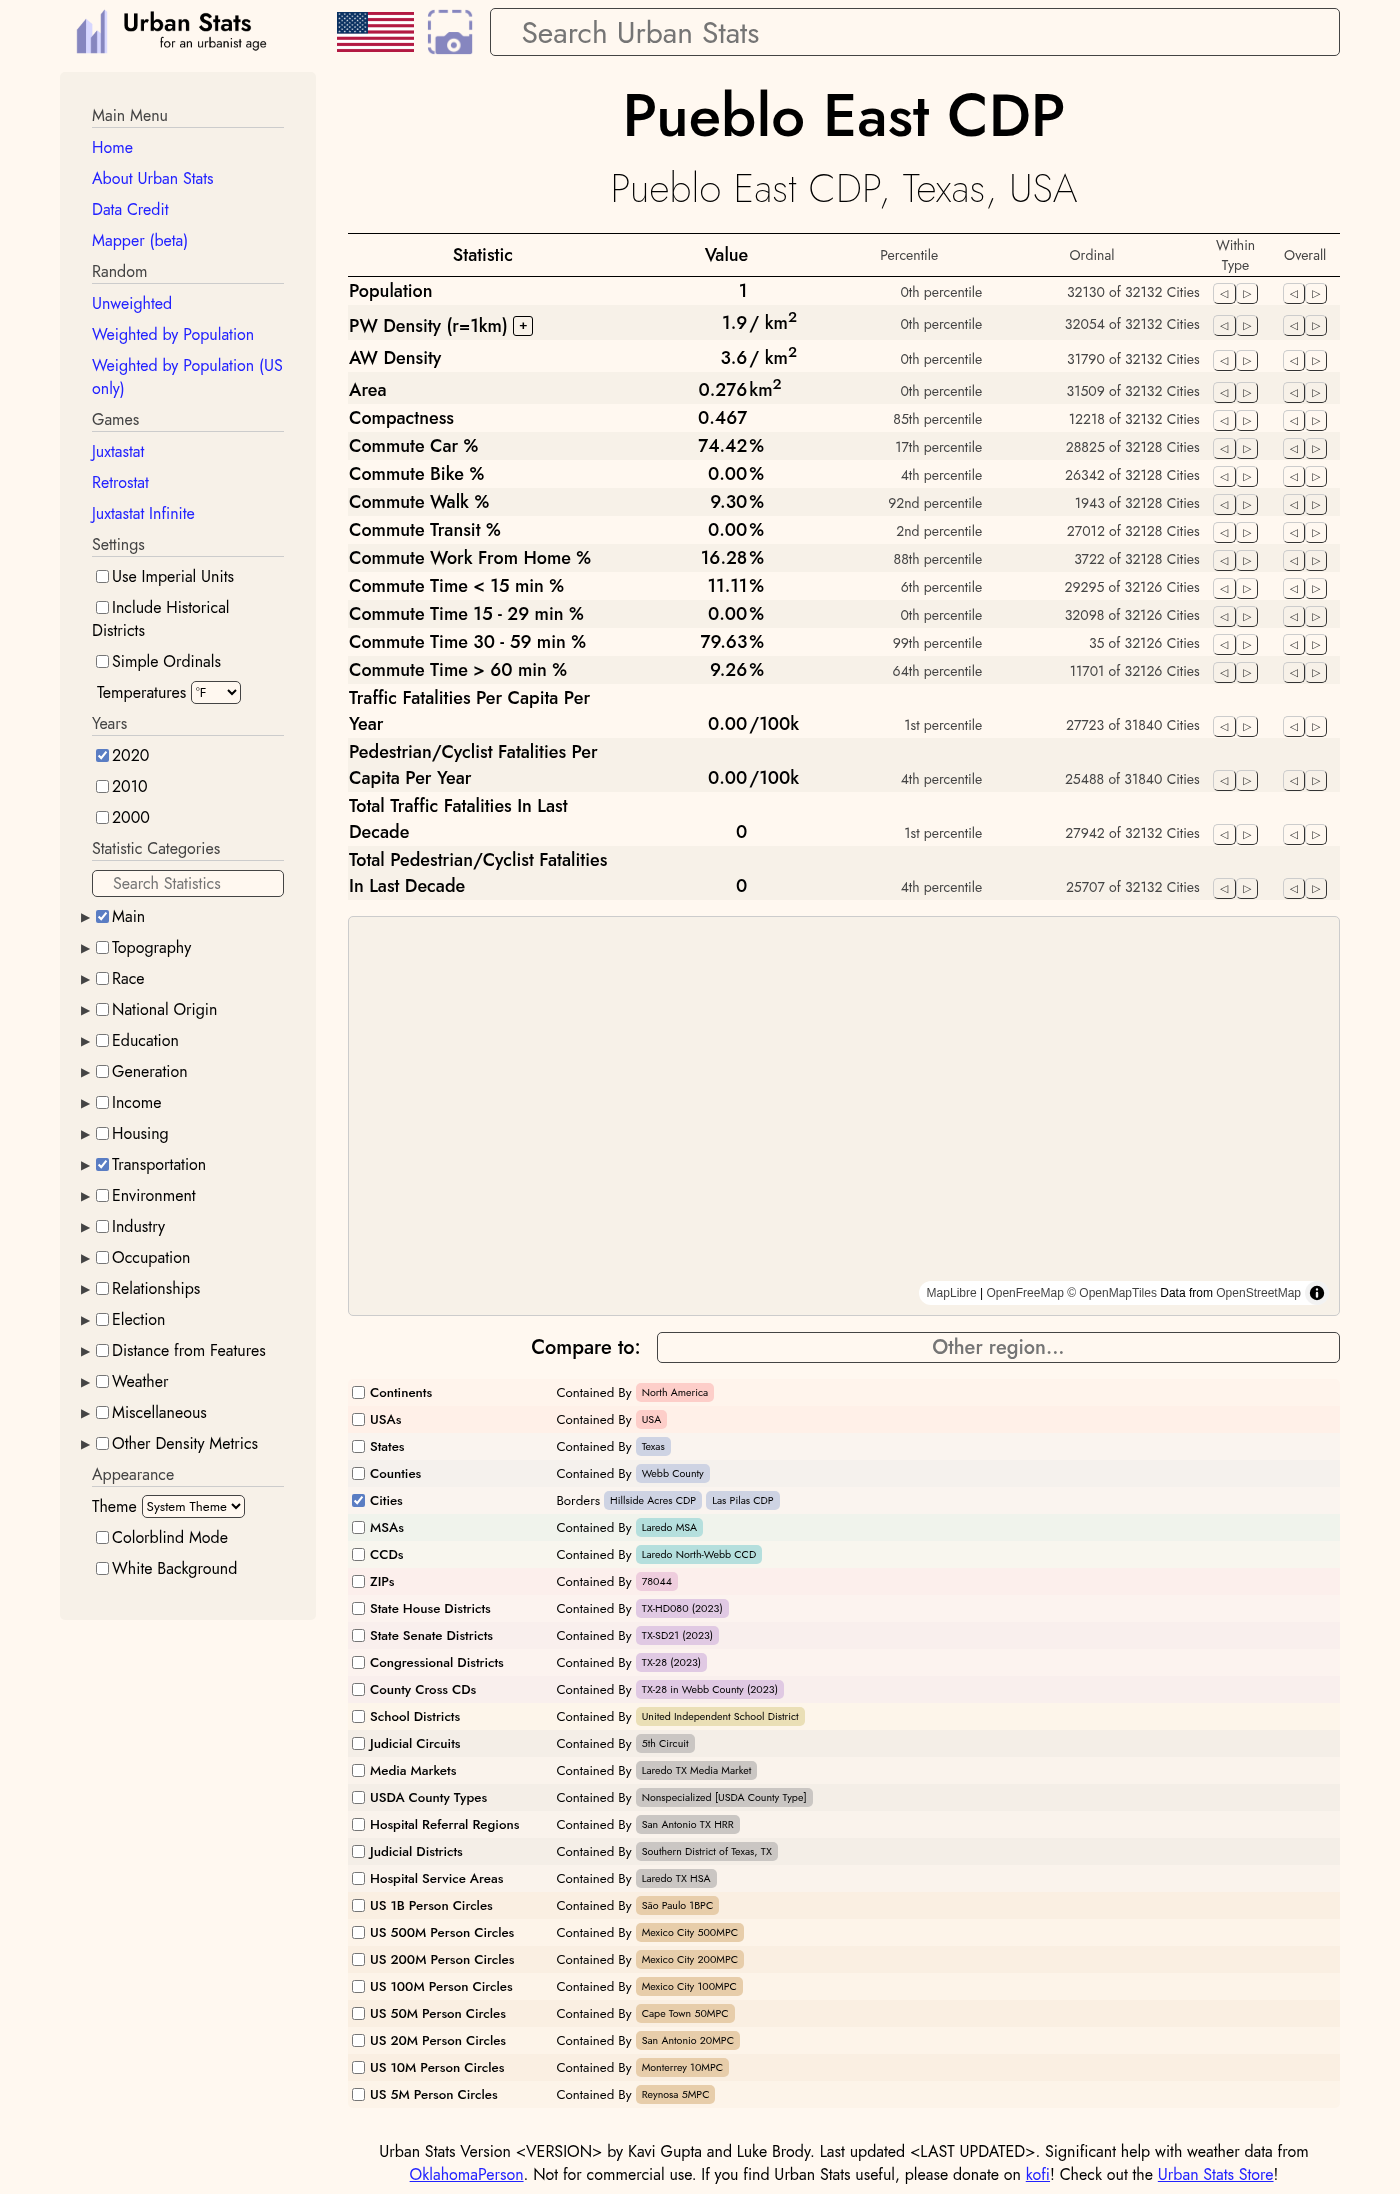 Urban Stats
for an urbanist age
Search Urban Stats
Main Menu
Home
About Urban Stats
Data Credit
Mapper (beta)
Random
Unweighted
Weighted by Population
Weighted by Population (US
only)
Games
Juxtastat
Retrostat
Juxtastat Infinite
Settings
Use Imperial Units
Include Historical
Districts
Simple Ordinals
Temperatures °F
Years
2020
2010
2000
Statistic Categories
Search Statistics
Main
Topography
Race
National Origin
Education
Generation
Income
Housing
Transportation
Environment
Industry
Occupation
Relationships
Election
Distance from Features
Weather
Miscellaneous
Other Density Metrics
Appearance
Theme System Theme
Colorblind Mode
White Background
Pueblo East CDP
Pueblo East CDP, Texas, USA
Statistic Value Percentile Ordinal Within Type Overall
Population 1 0th percentile 32130 of 32132 Cities
PW Density (r=1km) + 1.9 / km² 0th percentile 32054 of 32132 Cities
AW Density 3.6 / km² 0th percentile 31790 of 32132 Cities
Area 0.276 km² 0th percentile 31509 of 32132 Cities
Compactness 0.467 85th percentile 12218 of 32132 Cities
Commute Car % 74.42% 17th percentile 28825 of 32128 Cities
Commute Bike % 0.00% 4th percentile 26342 of 32128 Cities
Commute Walk % 9.30% 92nd percentile 1943 of 32128 Cities
Commute Transit % 0.00% 2nd percentile 27012 of 32128 Cities
Commute Work From Home % 16.28% 88th percentile 3722 of 32128 Cities
Commute Time < 15 min % 11.11% 6th percentile 29295 of 32126 Cities
Commute Time 15 - 29 min % 0.00% 0th percentile 32098 of 32126 Cities
Commute Time 30 - 59 min % 79.63% 99th percentile 35 of 32126 Cities
Commute Time > 60 min % 9.26% 64th percentile 11701 of 32126 Cities
Traffic Fatalities Per Capita Per
Year 0.00 /100k 1st percentile 27723 of 31840 Cities
Pedestrian/Cyclist Fatalities Per
Capita Per Year 0.00 /100k 4th percentile 25488 of 31840 Cities
Total Traffic Fatalities In Last
Decade 0 1st percentile 27942 of 32132 Cities
Total Pedestrian/Cyclist Fatalities
In Last Decade 0 4th percentile 25707 of 32132 Cities
MapLibre | OpenFreeMap © OpenMapTiles Data from OpenStreetMap
Compare to: Other region...
Continents Contained By North America
USAs Contained By USA
States Contained By Texas
Counties Contained By Webb County
Cities Borders Hillside Acres CDP Las Pilas CDP
MSAs Contained By Laredo MSA
CCDs Contained By Laredo North-Webb CCD
ZIPs Contained By 78044
State House Districts Contained By TX-HD080 (2023)
State Senate Districts Contained By TX-SD21 (2023)
Congressional Districts Contained By TX-28 (2023)
County Cross CDs Contained By TX-28 in Webb County (2023)
School Districts Contained By United Independent School District
Judicial Circuits Contained By 5th Circuit
Media Markets Contained By Laredo TX Media Market
USDA County Types Contained By Nonspecialized [USDA County Type]
Hospital Referral Regions Contained By San Antonio TX HRR
Judicial Districts Contained By Southern District of Texas, TX
Hospital Service Areas Contained By Laredo TX HSA
US 1B Person Circles Contained By São Paulo 1BPC
US 500M Person Circles Contained By Mexico City 500MPC
US 200M Person Circles Contained By Mexico City 200MPC
US 100M Person Circles Contained By Mexico City 100MPC
US 50M Person Circles Contained By Cape Town 50MPC
US 20M Person Circles Contained By San Antonio 20MPC
US 10M Person Circles Contained By Monterrey 10MPC
US 5M Person Circles Contained By Reynosa 5MPC
Urban Stats Version <VERSION> by Kavi Gupta and Luke Brody. Last updated <LAST UPDATED>. Significant help with weather data from
OklahomaPerson. Not for commercial use. If you find Urban Stats useful, please donate on kofi! Check out the Urban Stats Store!